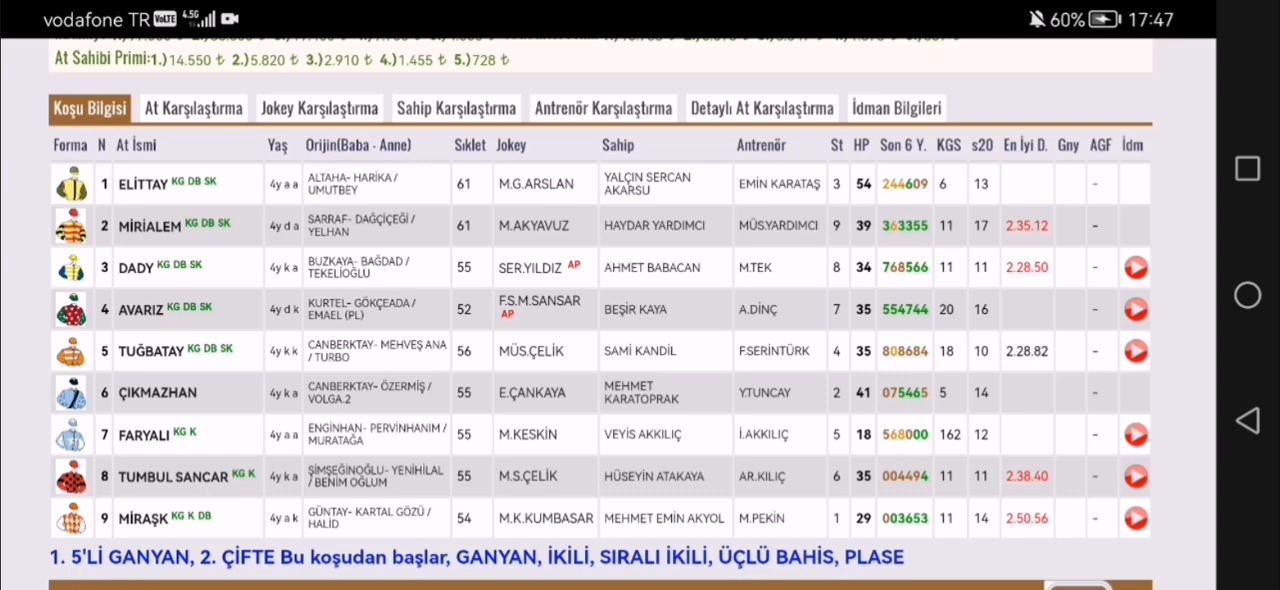 vodafone TR VoLTE 4.5G 60% 17:47
At Sahibi Primi:1.)14.550 ₺ 2.)5.820 ₺ 3.)2.910 ₺ 4.)1.455 ₺ 5.)728 ₺
Koşu Bilgisi At Karşılaştırma Jokey Karşılaştırma Sahip Karşılaştırma Antrenör Karşılaştırma Detaylı At Karşılaştırma İdman Bilgileri
Forma N At İsmi Yaş Orijin(Baba - Anne) Sıklet Jokey Sahip Antrenör St HP Son 6 Y. KGS s20 En İyi D. Gny AGF İdm
1 ELİTTAY KG DB SK 4y a a ALTAHA- HARİKA / UMUTBEY 61 M.G.ARSLAN YALÇIN SERCAN AKARSU EMİN KARATAŞ 3 54 244609 6 13 -
2 MİRİALEM KG DB SK 4y d a SARRAF- DAĞÇİÇEĞİ / YELHAN 61 M.AKYAVUZ HAYDAR YARDIMCI MÜS.YARDIMCI 9 39 363355 11 17 2.35.12 -
3 DADY KG DB SK 4y k a BUZKAYA- BAĞDAD / TEKELİOĞLU 55 SER.YILDIZ AP AHMET BABACAN M.TEK 8 34 768566 11 11 2.28.50 -
4 AVARIZ KG DB SK 4y d k KURTEL- GÖKÇEADA / EMAEL (PL) 52 F.S.M.SANSAR AP BEŞİR KAYA A.DİNÇ 7 35 554744 20 16 -
5 TUĞBATAY KG DB SK 4y k k CANBERKTAY- MEHVEŞ ANA / TURBO 56 MÜS.ÇELİK SAMİ KANDİL F.SERİNTÜRK 4 35 808684 18 10 2.28.82 -
6 ÇIKMAZHAN 4y k a CANBERKTAY- ÖZERMİŞ / VOLGA.2 55 E.ÇANKAYA MEHMET KARATOPRAK Y.TUNCAY 2 41 075465 5 14 -
7 FARYALI KG K 4y a a ENGİNHAN- PERVİNHANIM / MURATAĞA 55 M.KESKİN VEYİS AKKILIÇ İ.AKKILIÇ 5 18 568000 162 12 -
8 TUMBUL SANCAR KG K 4y k a ŞİMŞEĞİNOĞLU- YENİHİLAL / BENİM OĞLUM 55 M.S.ÇELİK HÜSEYİN ATAKAYA AR.KILIÇ 6 35 004494 11 11 2.38.40 -
9 MİRAŞK KG K DB 4y a k GÜNTAY- KARTAL GÖZÜ / HALİD 54 M.K.KUMBASAR MEHMET EMİN AKYOL M.PEKİN 1 29 003653 11 14 2.50.56 -
1. 5'Lİ GANYAN, 2. ÇİFTE Bu koşudan başlar, GANYAN, İKİLİ, SIRALI İKİLİ, ÜÇLÜ BAHİS, PLASE